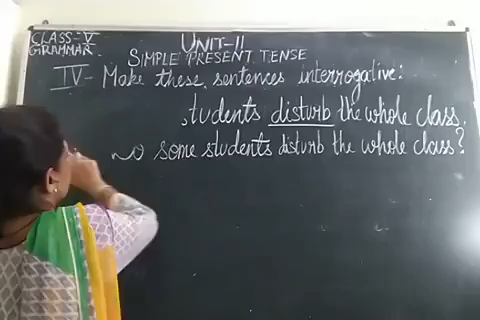 CLASS-V
GRAMMAR
UNIT-II
SIMPLE PRESENT TENSE
IV- Make these sentences interrogative:
students disturb the whole class.
some students disturb the whole class?